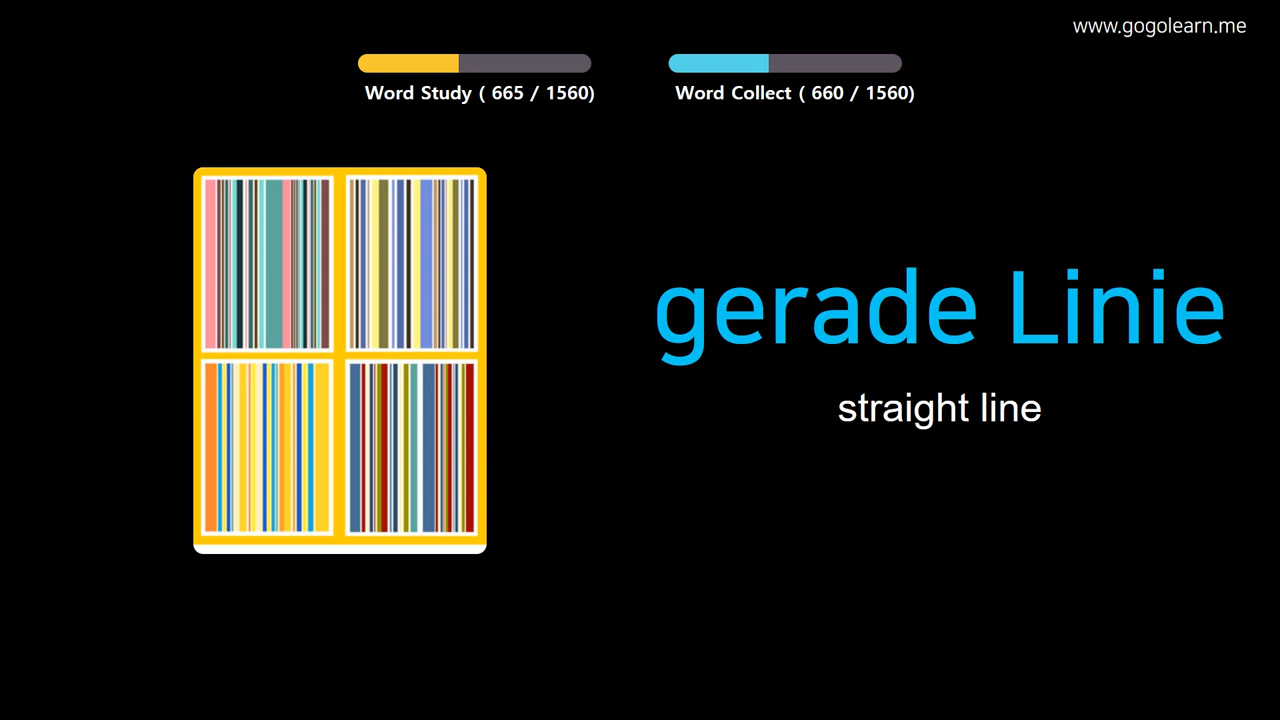 www.gogolearn.me
Word Study ( 665 / 1560)
Word Collect ( 660 / 1560)
gerade Linie
straight line